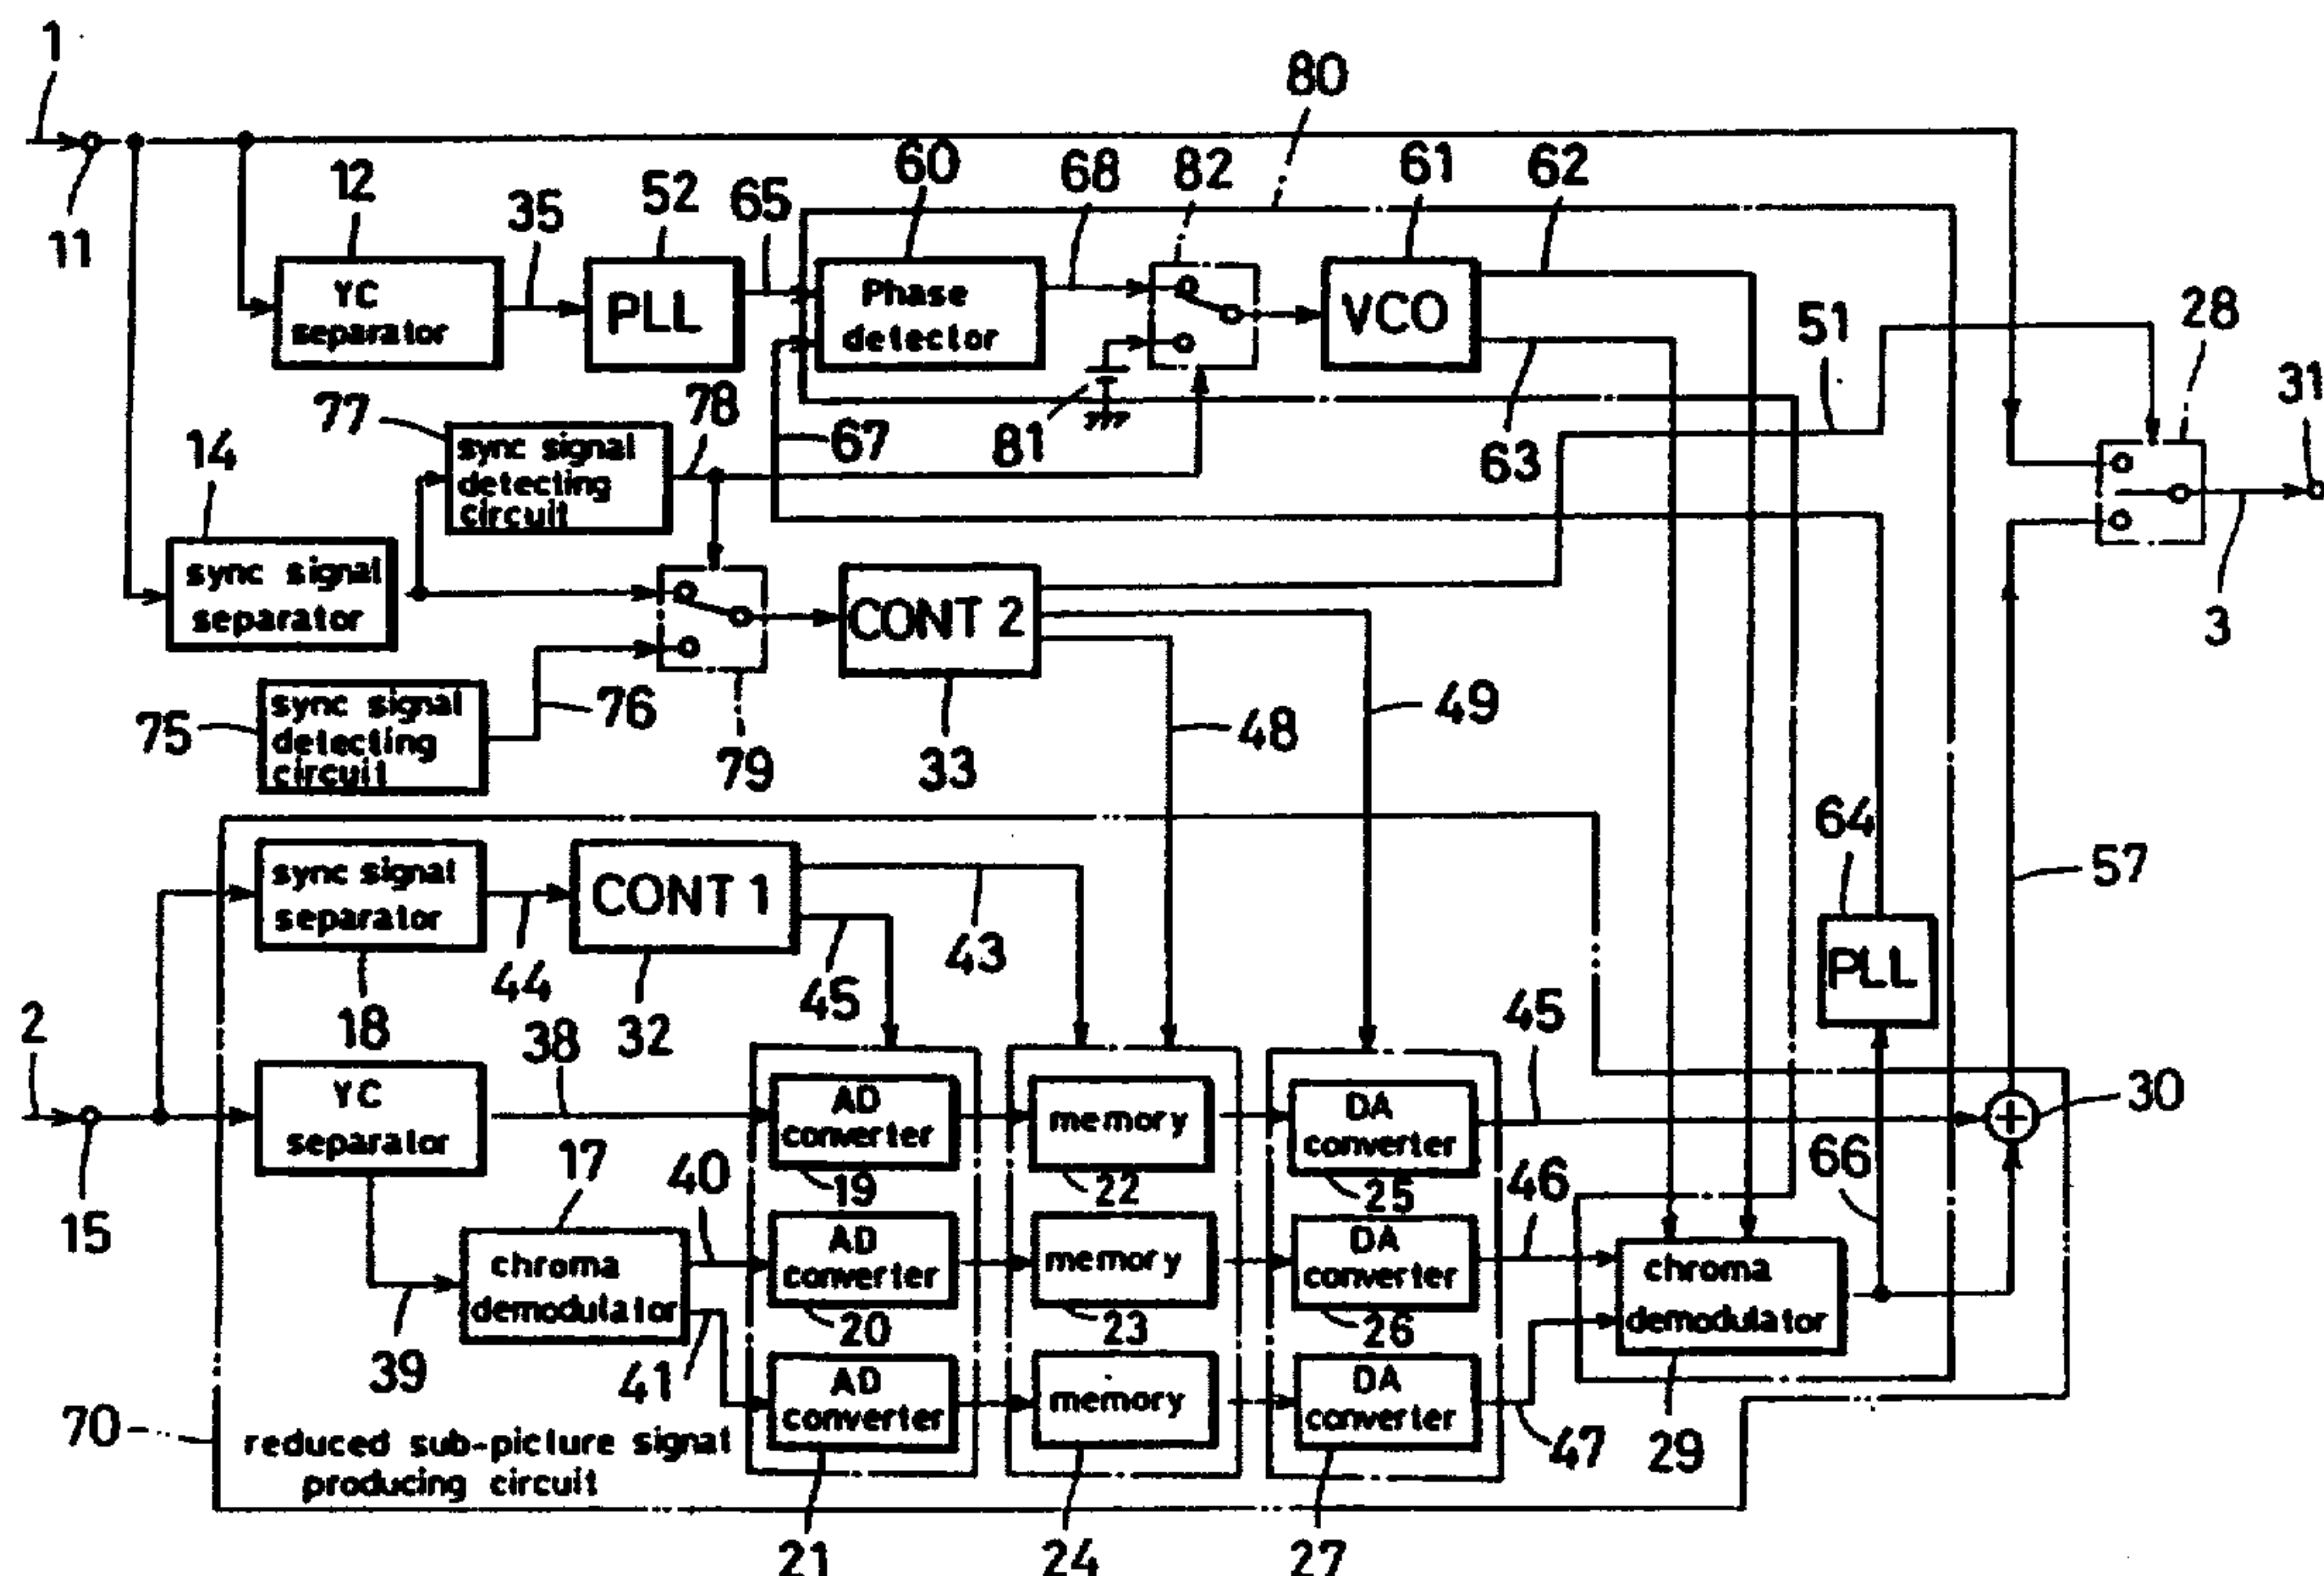 1
80
12
35
52
65
60
68
82
61
62
11
YC
separator
PLL
Phase
detector
VCO
51
28
31
77
78
67
81
63
14
sync signal
detecting
circuit
sync signal
separator
CONT 2
3
75
sync signal
detecting
circuit
76
79
33
48
49
64
57
sync signal
separator
CONT 1
43
PLL
44
45
18
38
32
45
2
YC
separator
AD
converter
memory
DA
converter
30
15
17
40
19
22
25
46
66
chroma
demodulator
AD
converter
memory
DA
converter
chroma
demodulator
39
41
20
23
26
AD
converter
memory
DA
converter
47
29
70
reduced sub-picture signal
producing circuit
21
24
27